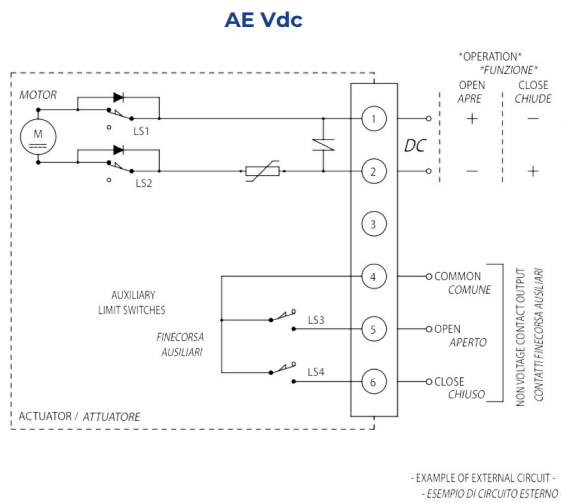 AE Vdc
*OPERATION*
*FUNZIONE*
OPEN CLOSE
APRE CHIUDE
MOTOR
M
LS1
1
DC
+ −
LS2
2
− +
3
4
COMMON
COMUNE
AUXILIARY
LIMIT SWITCHES
FINECORSA
AUSILIARI
LS3
5
OPEN
APERTO
LS4
6
CLOSE
CHIUSO
NON VOLTAGE CONTACT OUTPUT
CONTATTI FINECORSA AUSILIARI
ACTUATOR / ATTUATORE
- EXAMPLE OF EXTERNAL CIRCUIT -
- ESEMPIO DI CIRCUITO ESTERNO